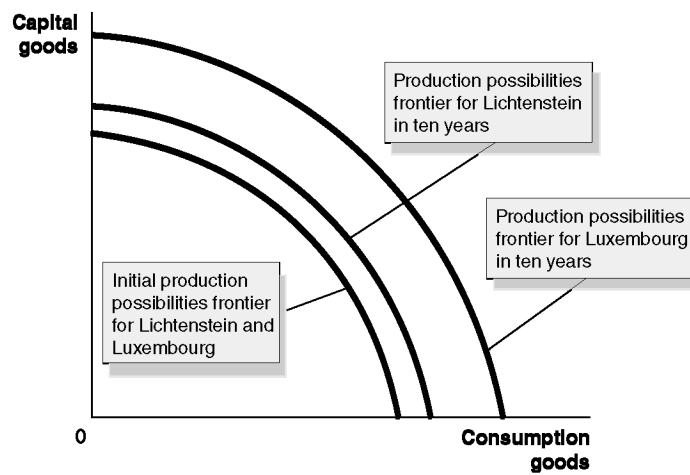 Capital
goods
Production possibilities
frontier for Lichtenstein
in ten years
Production possibilities
frontier for Luxembourg
in ten years
Initial production
possibilities frontier
for Lichtenstein and
Luxembourg
0
Consumption
goods